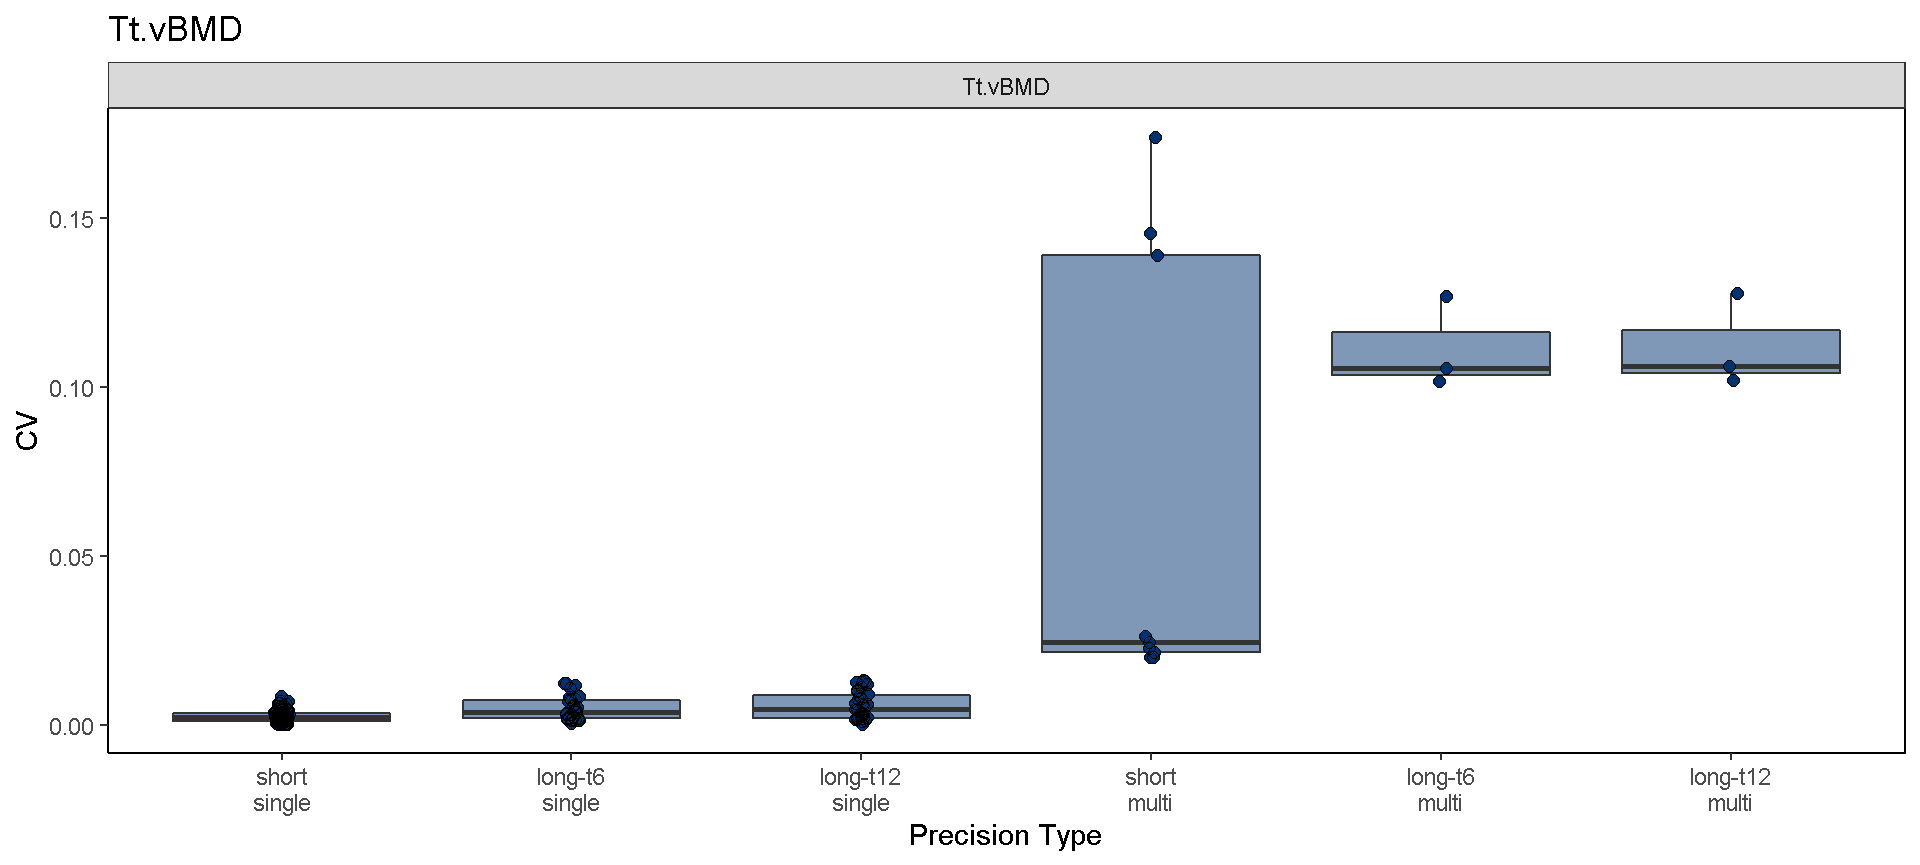 Tt.vBMD
Tt.vBMD
0.15
0.10
0.05
0.00
CV
short
single
long-t6
single
long-t12
single
short
multi
long-t6
multi
long-t12
multi
Precision Type